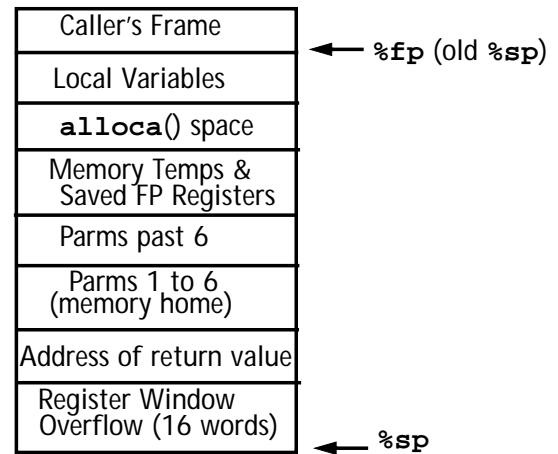 Caller's Frame
%fp (old %sp)
Local Variables
alloca() space
Memory Temps &
Saved FP Registers
Parms past 6
Parms 1 to 6
(memory home)
Address of return value
Register Window
Overflow (16 words)
%sp